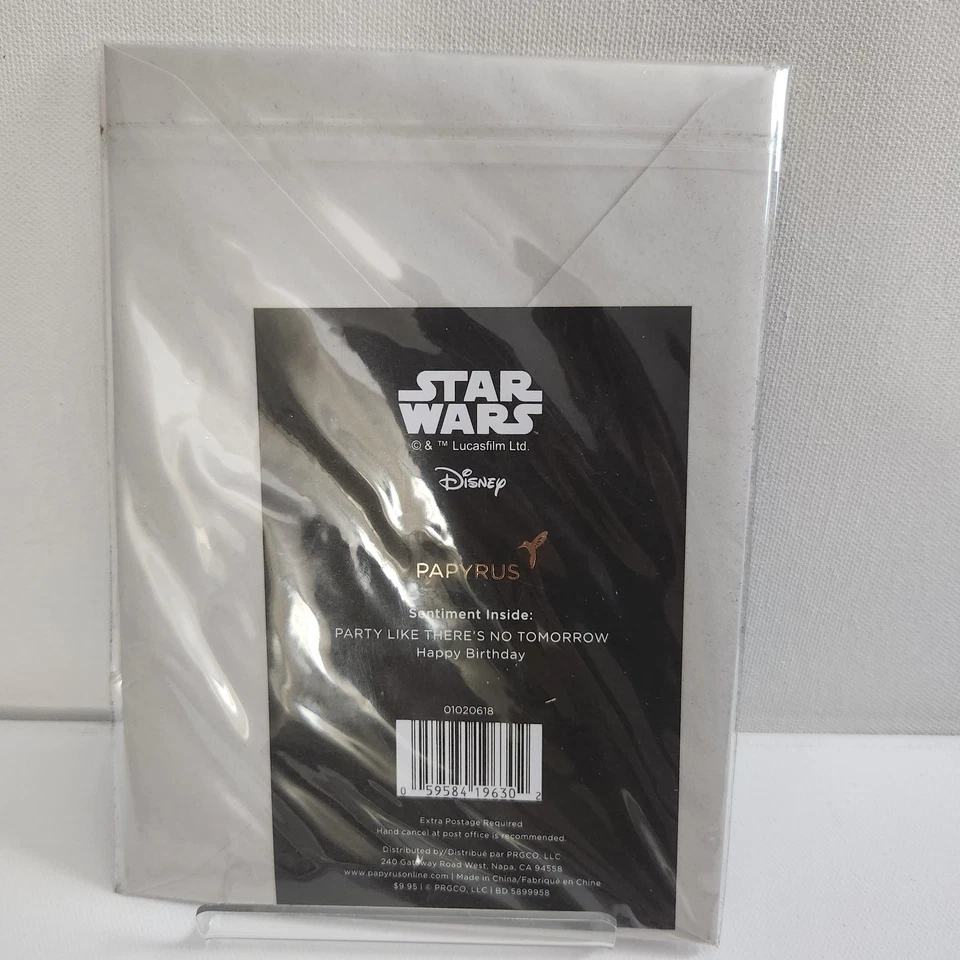 STAR
WARS
© & ™ Lucasfilm Ltd.
Disney
PAPYRUS
Sentiment Inside:
PARTY LIKE THERE'S NO TOMORROW
Happy Birthday
01020618
0 59584 19630 2
Extra Postage Required
Hand cancel at post office is recommended.
Distributed by/Distribué par PRGCO, LLC
240 Gateway Road West, Napa, CA 94558
www.papyrusonline.com | Made in China/Fabriqué en Chine
$9.95 | © PRGCO, LLC | BD 5899958